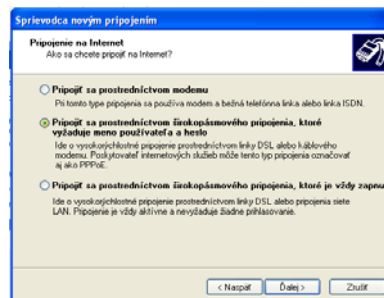 Sprievodca novým pripojením
Pripojenie na Internet
Ako sa chcete pripojiť na Internet?
Pripojiť sa prostredníctvom modemu
Pri tomto type pripojenia sa používa modem a bežná telefónna linka alebo linka ISDN.
Pripojiť sa prostredníctvom širokopásmového pripojenia, ktoré
vyžaduje meno používateľa a heslo
Ide o vysokorýchlostné pripojenie prostredníctvom linky DSL alebo káblového
modemu. Poskytovateľ internetových služieb môže tento typ pripojenia označovať
aj ako PPPoE.
Pripojiť sa prostredníctvom širokopásmového pripojenia, ktoré je vždy zapnu
Ide o vysokorýchlostné pripojenie prostredníctvom linky DSL alebo pripojenia siete
LAN. Pripojenie je vždy aktívne a nevyžaduje žiadne prihlasovanie.
< Naspäť Ďalej > Zrušiť